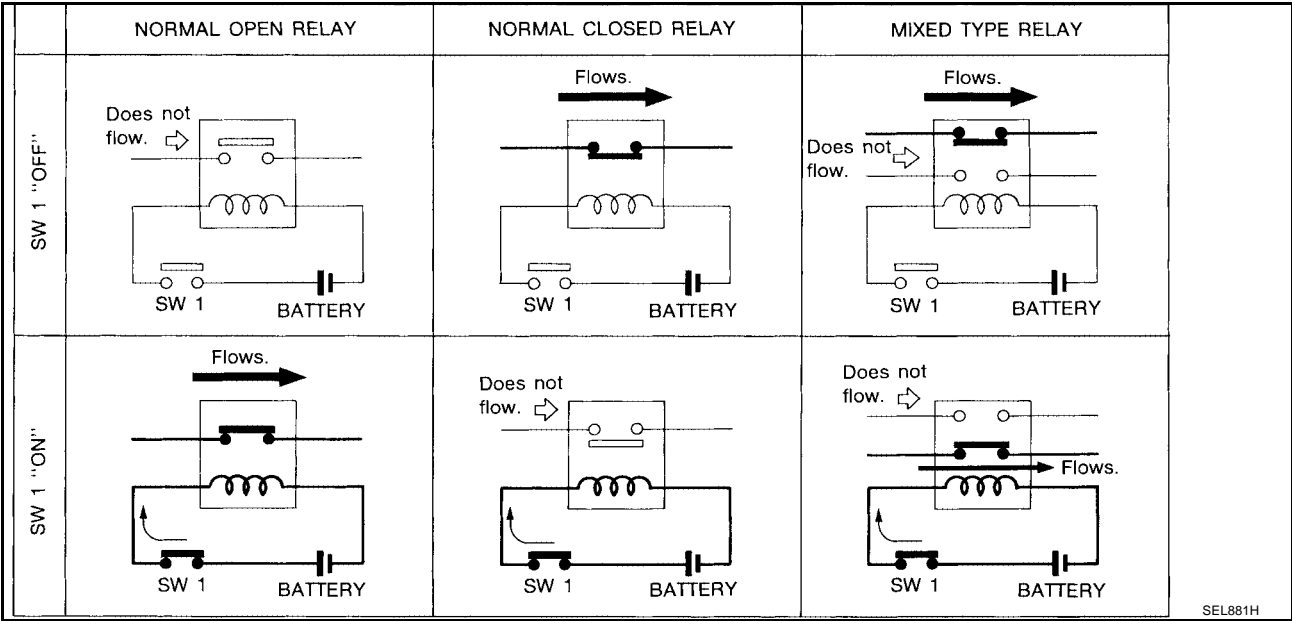 NORMAL OPEN RELAY
NORMAL CLOSED RELAY
MIXED TYPE RELAY
SW 1 "OFF"
Does not
flow.
SW 1
BATTERY
Flows.
SW 1
BATTERY
Flows.
Does not
flow.
SW 1
BATTERY
SW 1 "ON"
Flows.
SW 1
BATTERY
Does not
flow.
SW 1
BATTERY
Does not
flow.
Flows.
SW 1
BATTERY
SEL881H